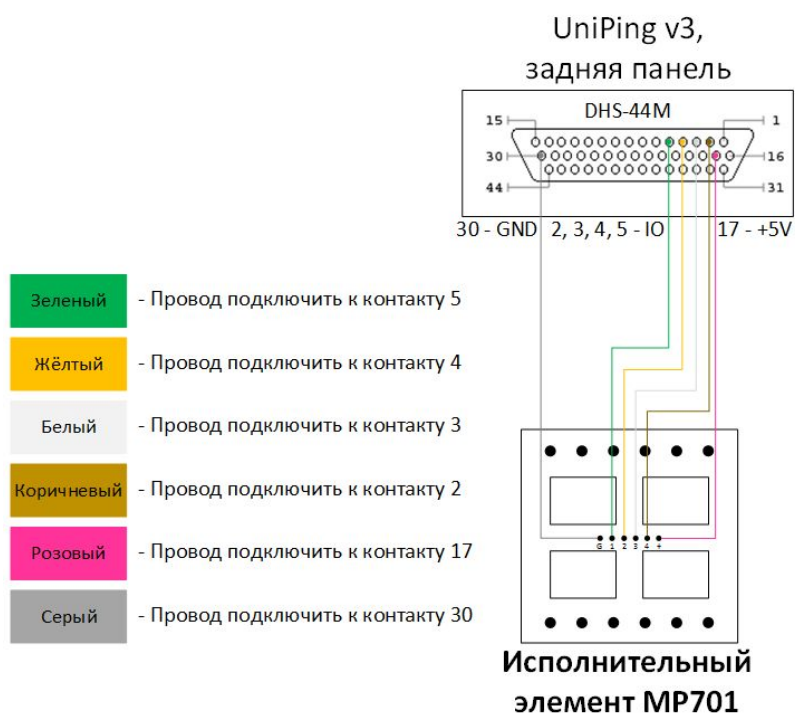 UniPing v3,
задняя панель
DHS-44M
15
1
30
16
44
31
30 - GND 2, 3, 4, 5 - IO 17 - +5V
Зеленый - Провод подключить к контакту 5
Жёлтый - Провод подключить к контакту 4
Белый - Провод подключить к контакту 3
Коричневый - Провод подключить к контакту 2
Розовый - Провод подключить к контакту 17
Серый - Провод подключить к контакту 30
G 1 2 3 4 +
Исполнительный
элемент MP701